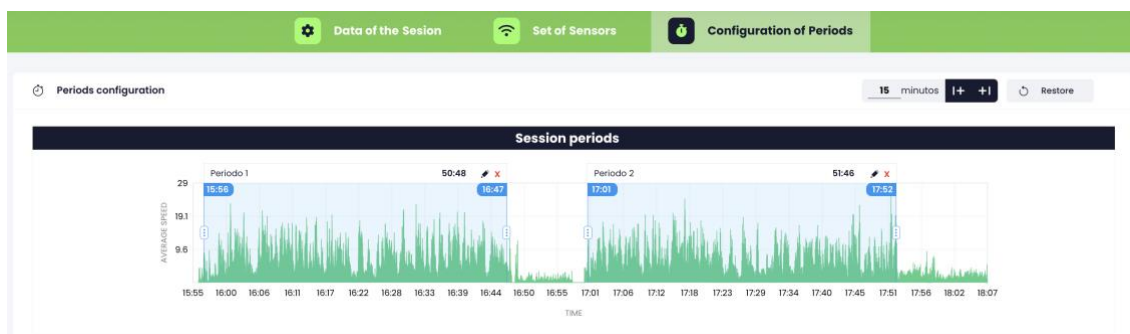 Data of the Sesion
Set of Sensors
Configuration of Periods
Periods configuration
15 minutos
Restore
Session periods
Periodo 1 50:48 X
Periodo 2 51:46 X
29
15:56 16:47 17:01 17:52
19.1
9.6
AVERAGE SPEED
15:55 16:00 16:06 16:11 16:17 16:22 16:28 16:33 16:39 16:44 16:50 16:55 17:01 17:06 17:12 17:18 17:23 17:29 17:34 17:40 17:45 17:51 17:56 18:02 18:07
TIME